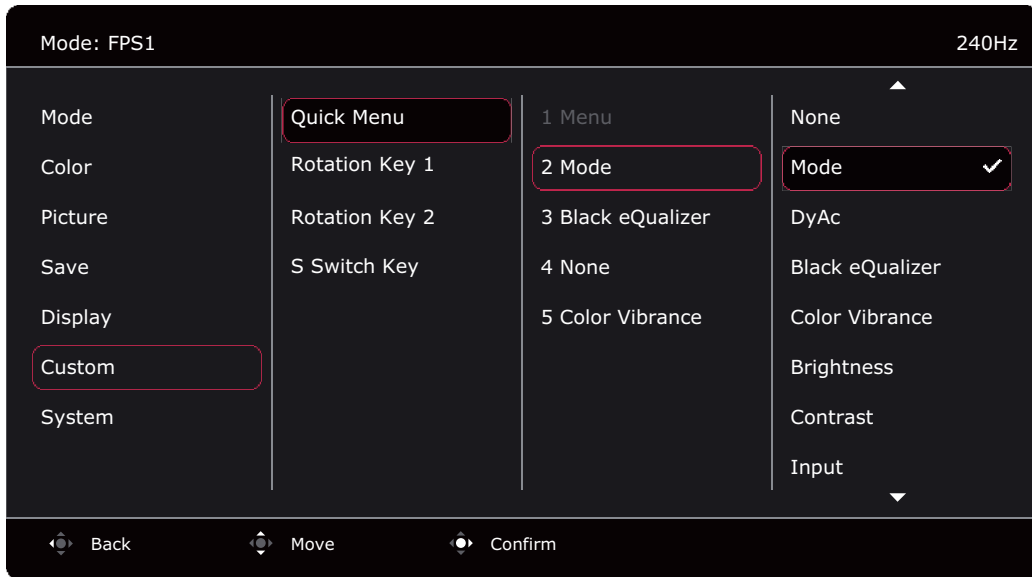 Mode: FPS1
240Hz
Mode
Color
Picture
Save
Display
Custom
System
Quick Menu
Rotation Key 1
Rotation Key 2
S Switch Key
1 Menu
2 Mode
3 Black eQualizer
4 None
5 Color Vibrance
None
Mode
DyAc
Black eQualizer
Color Vibrance
Brightness
Contrast
Input
Back
Move
Confirm